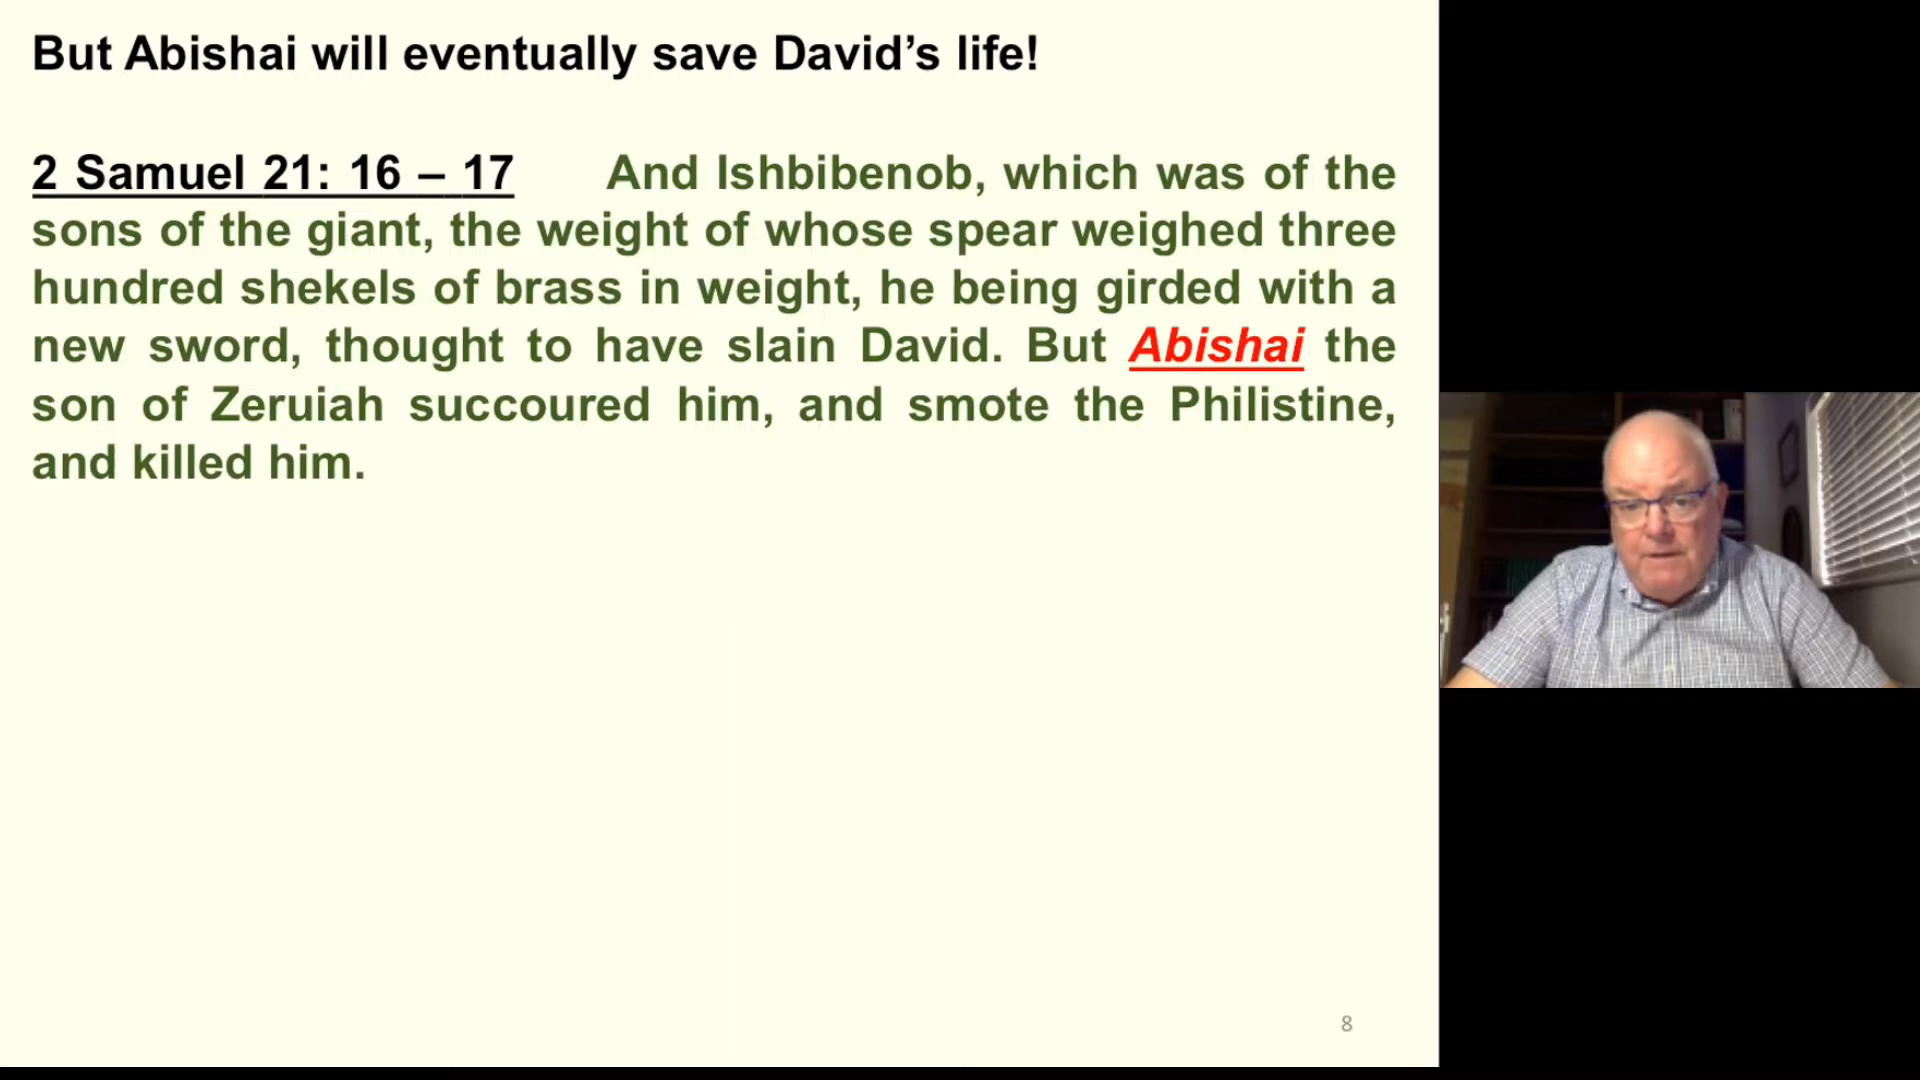 But Abishai will eventually save David’s life!
2 Samuel 21: 16 – 17 And Ishbibenob, which was of the
sons of the giant, the weight of whose spear weighed three
hundred shekels of brass in weight, he being girded with a
new sword, thought to have slain David. But Abishai the
son of Zeruiah succoured him, and smote the Philistine,
and killed him.
8